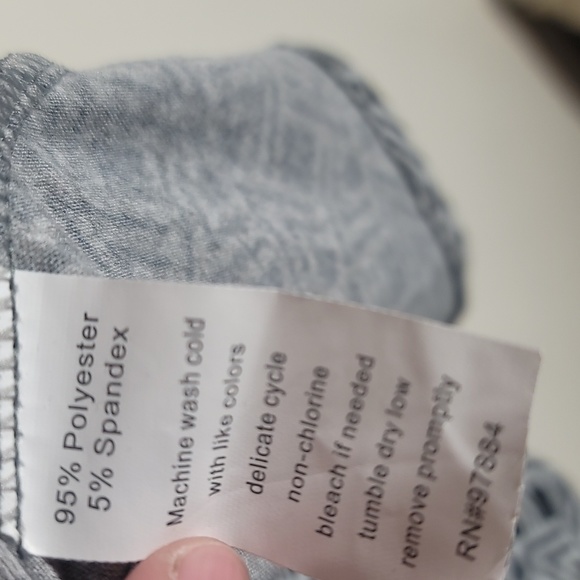 95% Polyester
5% Spandex
Machine wash cold
with like colors
delicate cycle
non-chlorine
bleach if needed
tumble dry low
remove promptly
RN#97884